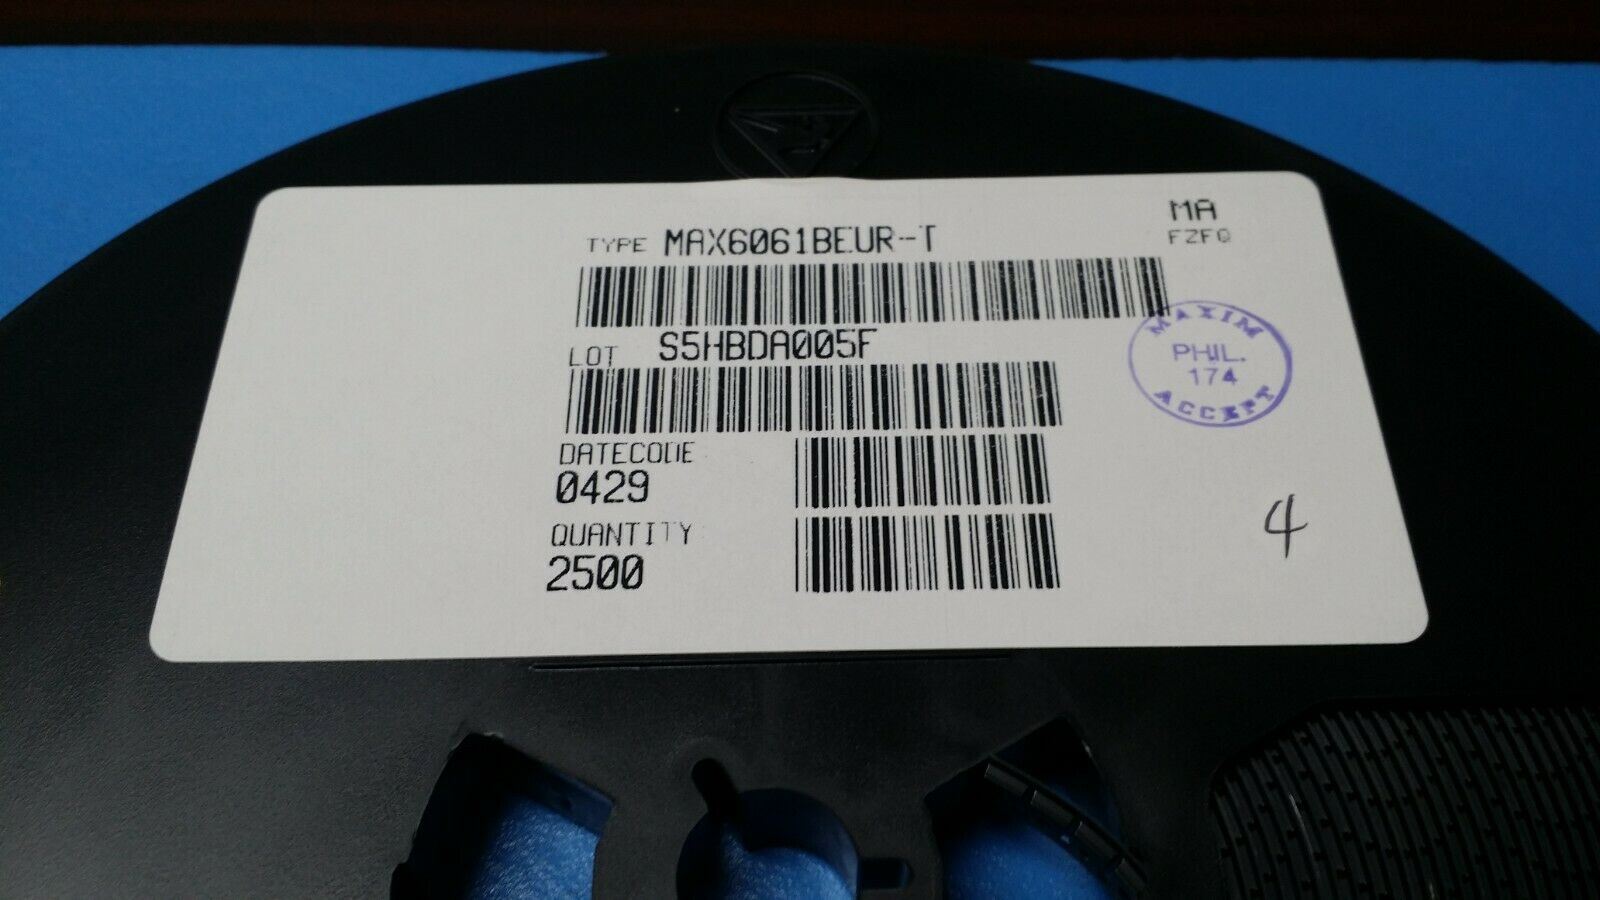 TYPE MAX6061BEUR-T
MA
FZFQ
LOT S5HBDA005F
MAXIM
PHIL.
174
ACCEPT
DATECODE
0429
QUANTITY
2500
4